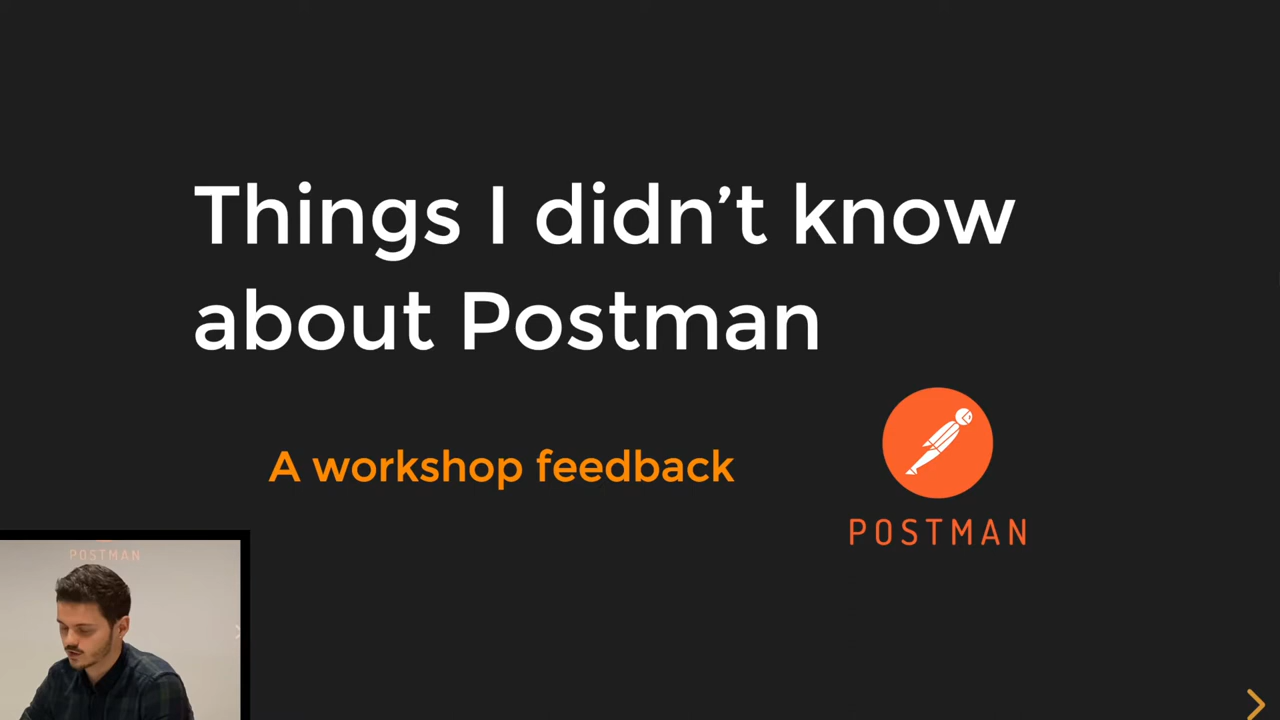 Things I didn’t know
about Postman
A workshop feedback
POSTMAN
POSTMAN